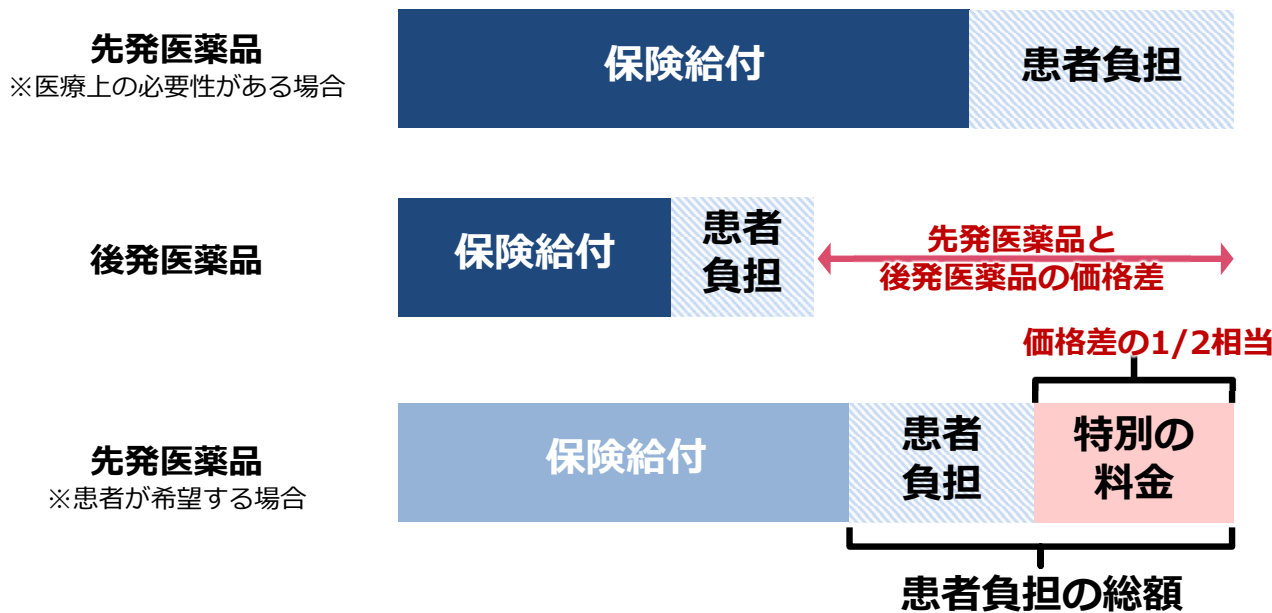 先発医薬品
※医療上の必要性がある場合
保険給付
患者負担
後発医薬品
保険給付
患者
負担
先発医薬品と
後発医薬品の価格差
価格差の1/2相当
先発医薬品
※患者が希望する場合
保険給付
患者
負担
特別の
料金
患者負担の総額